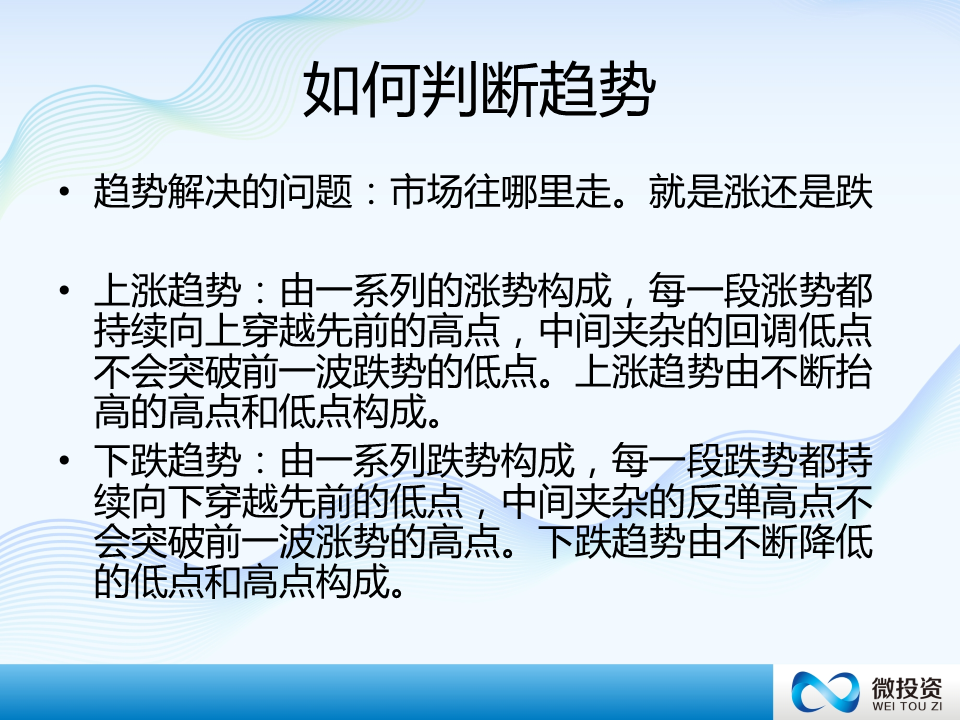 如何判断趋势
• 趋势解决的问题：市场往哪里走。就是涨还是跌
• 上涨趋势：由一系列的涨势构成，每一段涨势都
持续向上穿越先前的高点，中间夹杂的回调低点
不会突破前一波跌势的低点。上涨趋势由不断抬
高的高点和低点构成。
• 下跌趋势：由一系列跌势构成，每一段跌势都持
续向下穿越先前的低点，中间夹杂的反弹高点不
会突破前一波涨势的高点。下跌趋势由不断降低
的低点和高点构成。
微投资
WEI TOU ZI